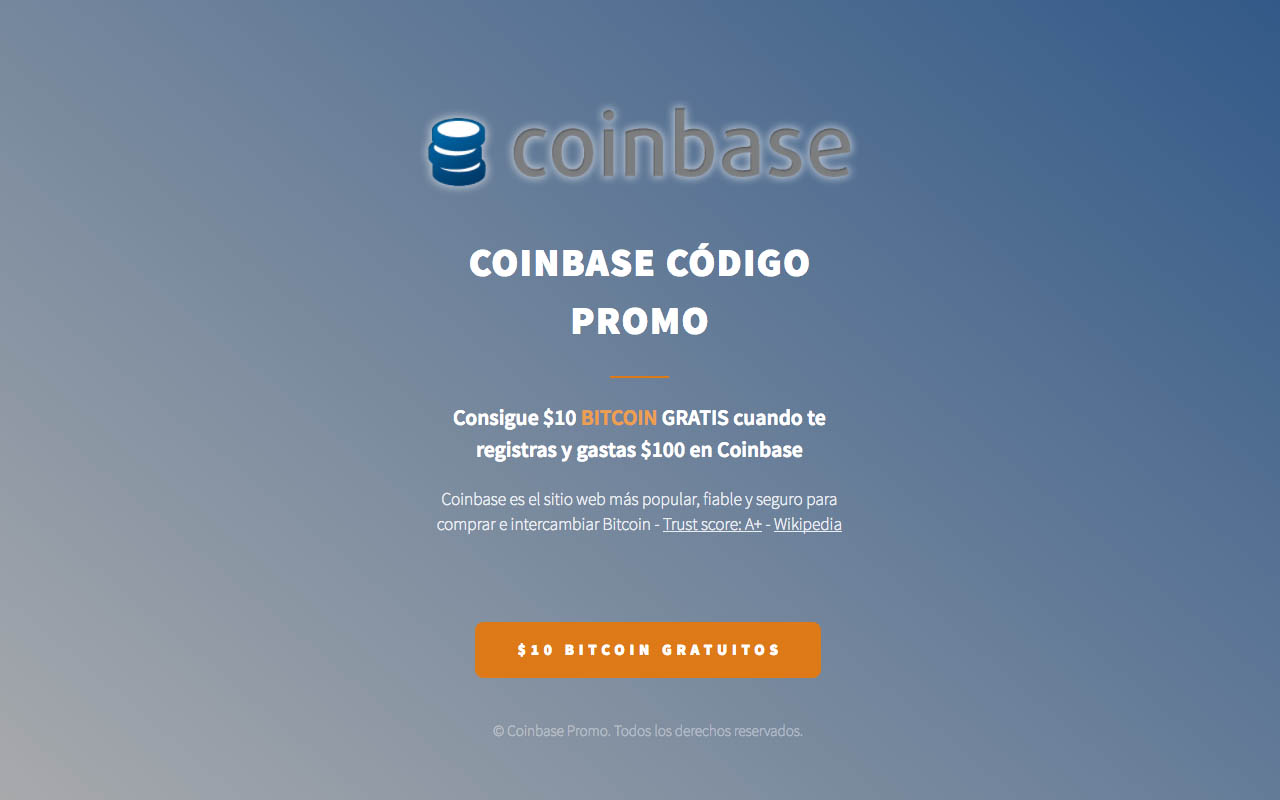 coinbase
COINBASE CÓDIGO
PROMO
Consigue $10 BITCOIN GRATIS cuando te
registras y gastas $100 en Coinbase
Coinbase es el sitio web más popular, fiable y seguro para
comprar e intercambiar Bitcoin - Trust score: A+ - Wikipedia
$10 BITCOIN GRATUITOS
© Coinbase Promo. Todos los derechos reservados.